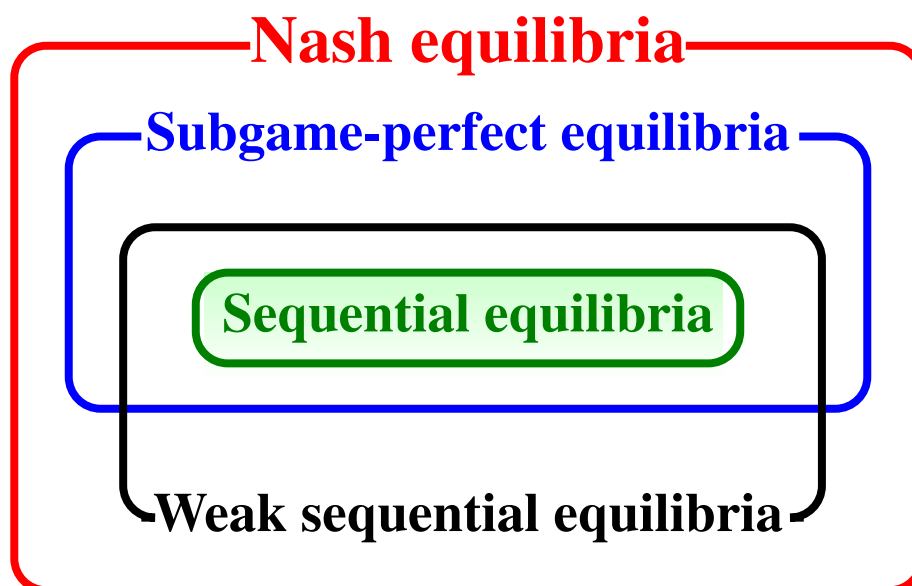 Nash equilibria
Subgame-perfect equilibria
Sequential equilibria
Weak sequential equilibria